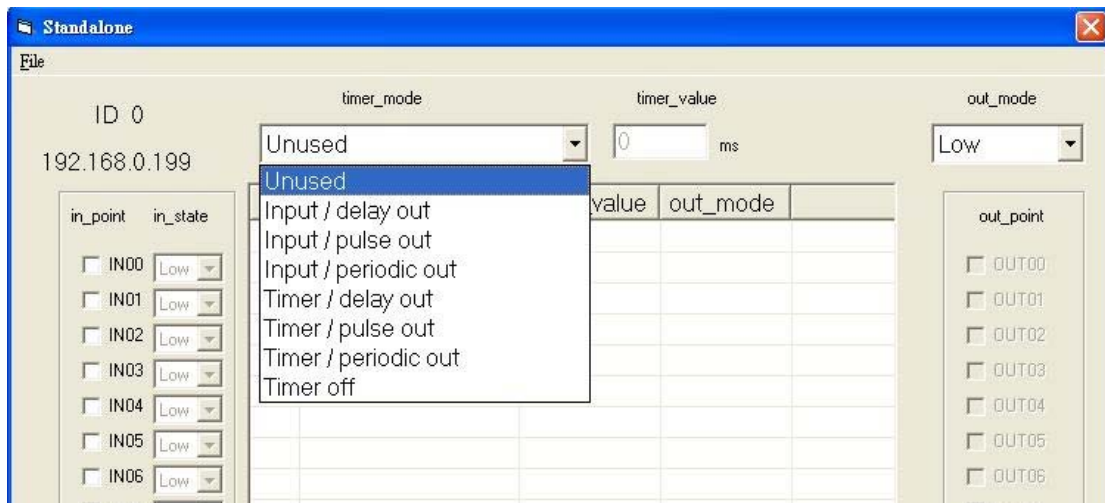 Standalone
File
ID 0
192.168.0.199
timer_mode
timer_value
out_mode
Unused
0
ms
Low
Unused
Input / delay out
Input / pulse out
Input / periodic out
Timer / delay out
Timer / pulse out
Timer / periodic out
Timer off
value out_mode
in_point in_state
IN00 Low
IN01 Low
IN02 Low
IN03 Low
IN04 Low
IN05 Low
IN06 Low
out_point
OUT00
OUT01
OUT02
OUT03
OUT04
OUT05
OUT06